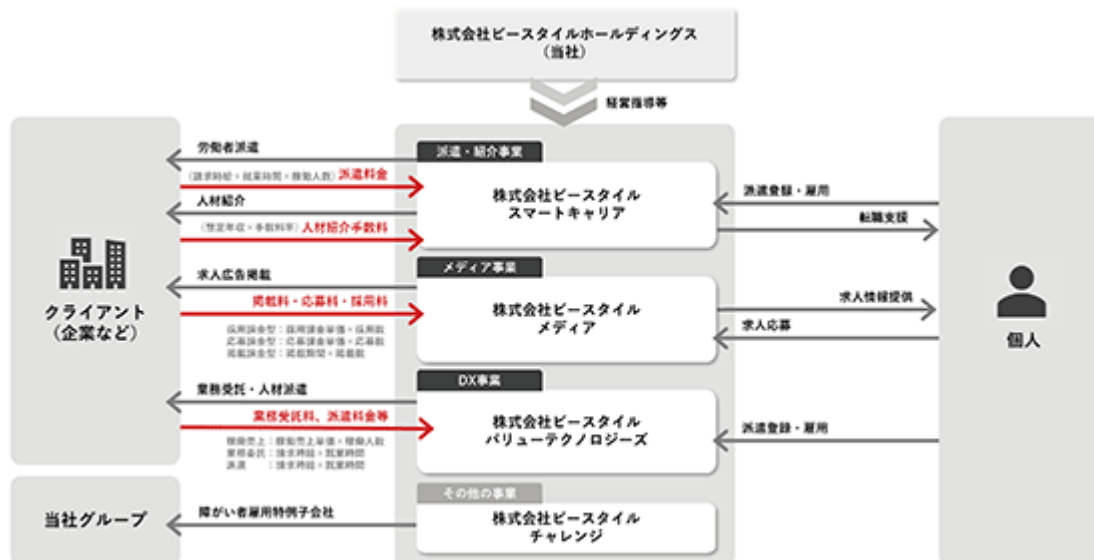 株式会社ビースタイルホールディングス
（当社）
経営指導等
労働者派遣
（請求時給×就業時間×稼働人数）派遣料金
人材紹介
（想定年収×手数料率）人材紹介手数料
派遣・紹介事業
株式会社ビースタイル
スマートキャリア
派遣登録・雇用
転職支援
クライアント
（企業など）
求人広告掲載
掲載料・応募料・採用料
採用課金型：採用課金単価×採用数
応募課金型：応募課金単価×応募数
掲載課金型：掲載期間×掲載数
メディア事業
株式会社ビースタイル
メディア
求人情報提供
求人応募
個人
業務受託・人材派遣
業務受託料、派遣料金等
稼働売上：稼働売上単価×稼働人数
業務委託：請求時給×就業時間
派遣　　：請求時給×就業時間
DX事業
株式会社ビースタイル
バリューテクノロジーズ
派遣登録・雇用
当社グループ
障がい者雇用特例子会社
その他の事業
株式会社ビースタイル
チャレンジ